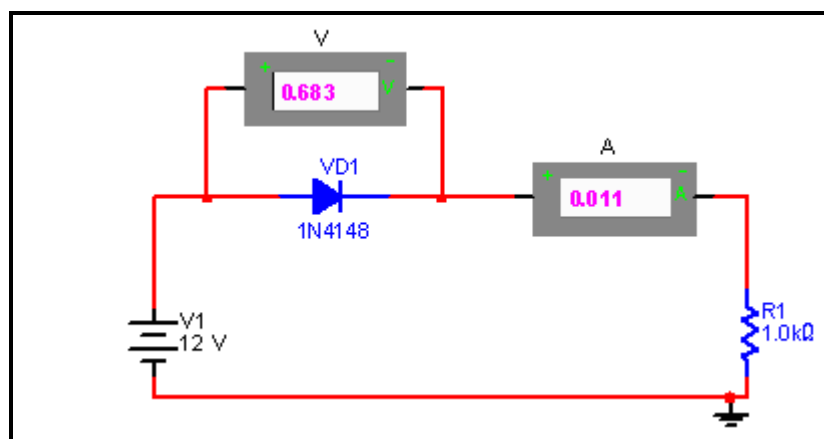 V
+ -
0.683 V
VD1
1N4148
A
+ -
0.011 A
V1
12 V
R1
1.0kΩ